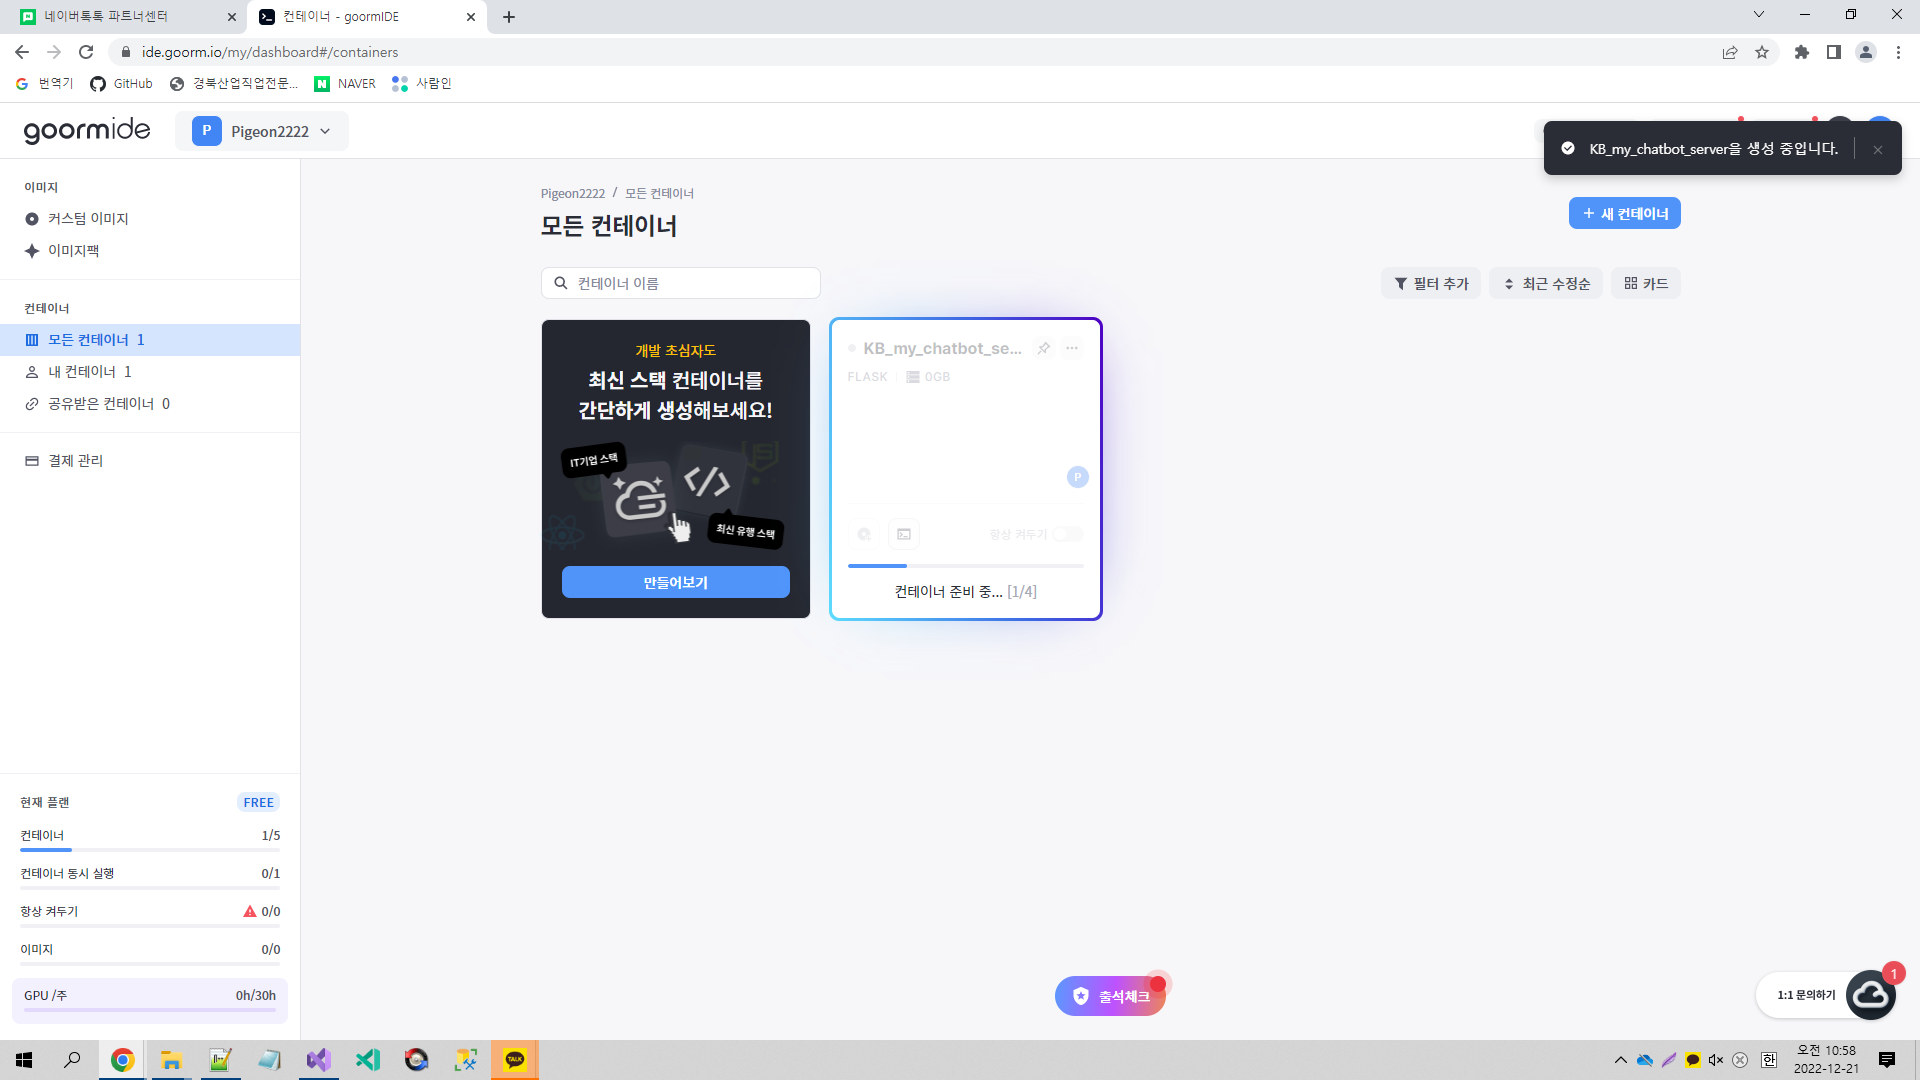 네이버톡톡 파트너센터
컨테이너 - goormIDE
ide.goorm.io/my/dashboard#/containers
번역기
GitHub
경북산업직업전문...
NAVER
사람인
goormide
P
Pigeon2222
KB_my_chatbot_server을 생성 중입니다.
이미지
커스텀 이미지
이미지팩
컨테이너
모든 컨테이너 1
내 컨테이너 1
공유받은 컨테이너 0
결제 관리
현재 플랜
FREE
컨테이너
1/5
컨테이너 동시 실행
0/1
항상 켜두기
0/0
이미지
0/0
GPU /주
0h/30h
Pigeon2222 / 모든 컨테이너
모든 컨테이너
+ 새 컨테이너
컨테이너 이름
필터 추가
최근 수정순
카드
개발 초심자도
최신 스택 컨테이너를
간단하게 생성해보세요!
IT기업 스택
최신 유행 스택
만들어보기
KB_my_chatbot_se...
FLASK
0GB
P
항상 켜두기
컨테이너 준비 중... [1/4]
출석체크
1:1 문의하기
1
TALK
한
오전 10:58
2022-12-21